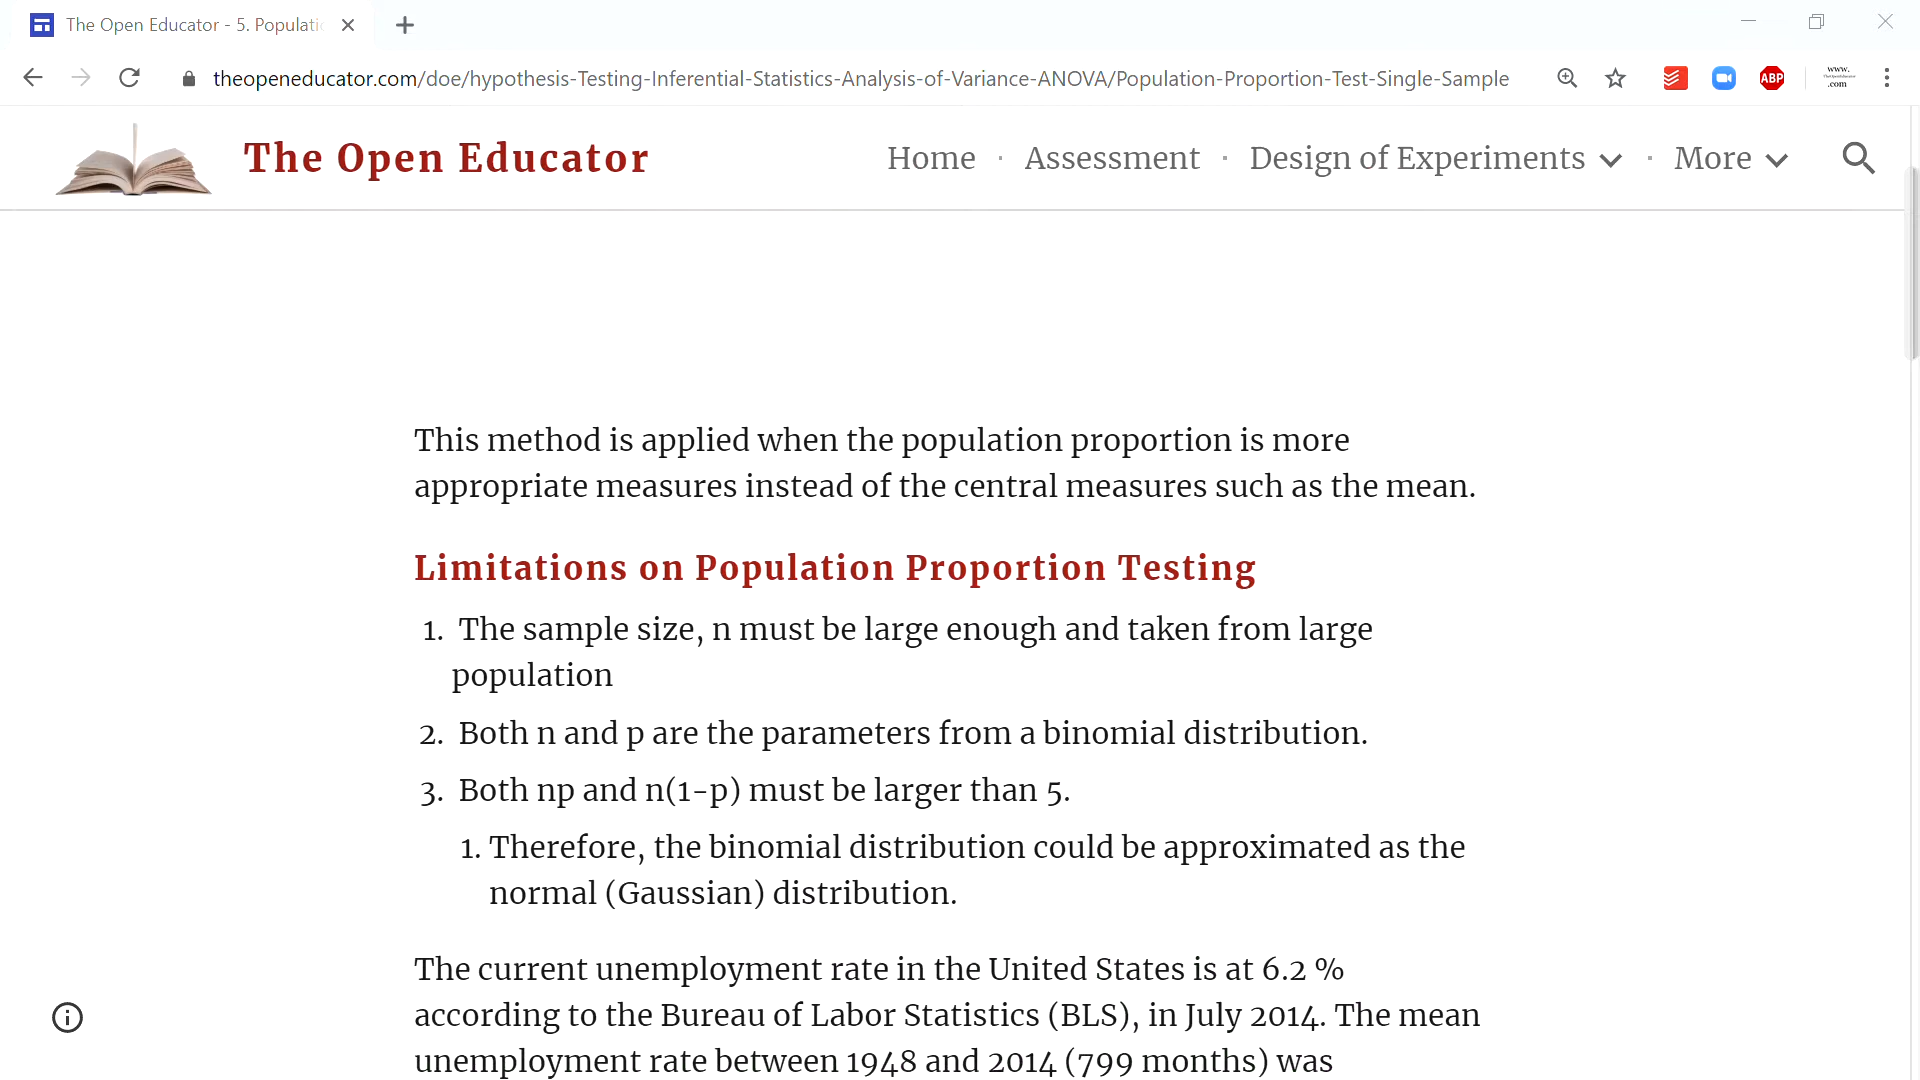 The Open Educator - 5. Populati
theopeneducator.com/doe/hypothesis-Testing-Inferential-Statistics-Analysis-of-Variance-ANOVA/Population-Proportion-Test-Single-Sample
ABP
www.
.com
The Open Educator
Home · Assessment · Design of Experiments · More
This method is applied when the population proportion is more
appropriate measures instead of the central measures such as the mean.
Limitations on Population Proportion Testing
1. The sample size, n must be large enough and taken from large
population
2. Both n and p are the parameters from a binomial distribution.
3. Both np and n(1-p) must be larger than 5.
1. Therefore, the binomial distribution could be approximated as the
normal (Gaussian) distribution.
The current unemployment rate in the United States is at 6.2 %
according to the Bureau of Labor Statistics (BLS), in July 2014. The mean
unemployment rate between 1948 and 2014 (799 months) was